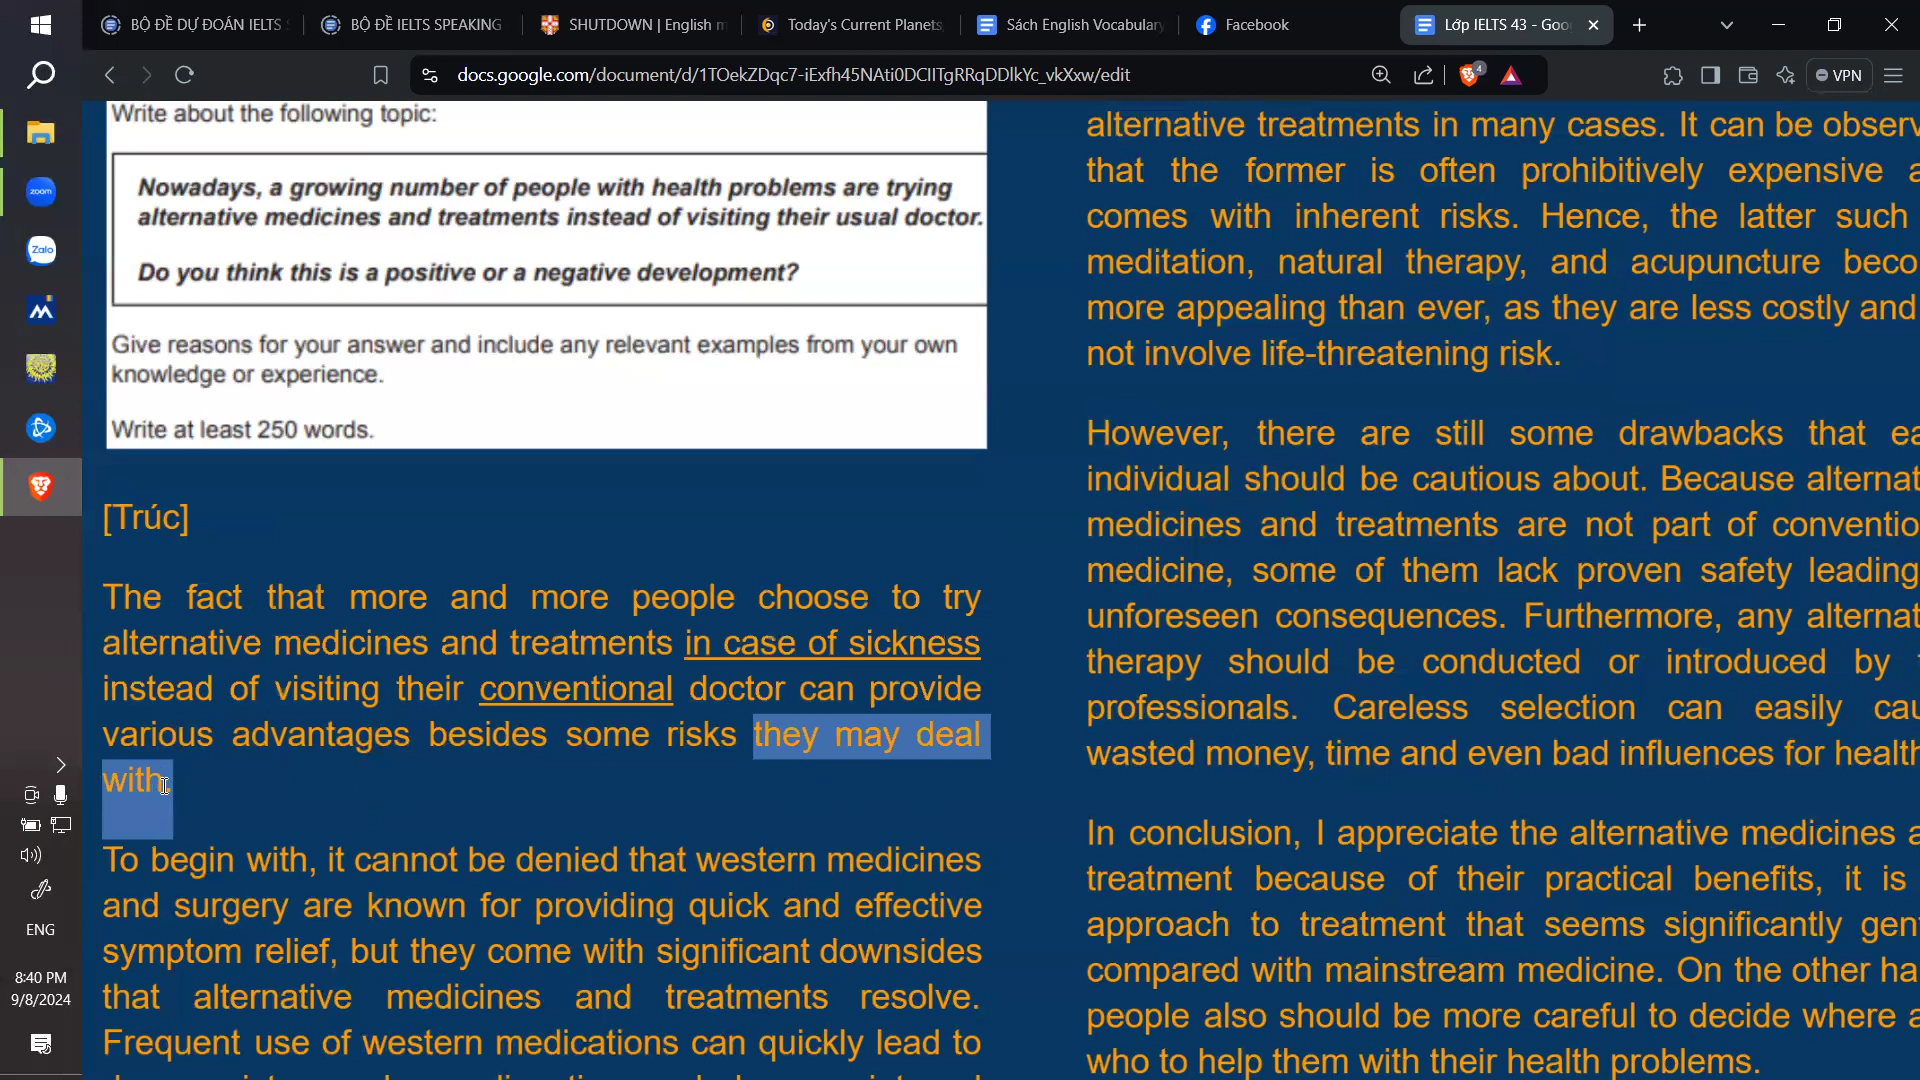 BỘ ĐỀ DỰ ĐOÁN IELTS
BỘ ĐỀ IELTS SPEAKING
SHUTDOWN | English m
Today's Current Planets
Sách English Vocabulary
Facebook
Lớp IELTS 43 - Goo
docs.google.com/document/d/1TOekZDqc7-iExfh45NAti0DCIITgRRqDDlkYc_vkXxw/edit
4
VPN
zoom
Zalo
Write about the following topic:
Nowadays, a growing number of people with health problems are trying
alternative medicines and treatments instead of visiting their usual doctor.
Do you think this is a positive or a negative development?
Give reasons for your answer and include any relevant examples from your own
knowledge or experience.
Write at least 250 words.
[Trúc]
The fact that more and more people choose to try
alternative medicines and treatments in case of sickness
instead of visiting their conventional doctor can provide
various advantages besides some risks they may deal
with.
To begin with, it cannot be denied that western medicines
and surgery are known for providing quick and effective
symptom relief, but they come with significant downsides
that alternative medicines and treatments resolve.
Frequent use of western medications can quickly lead to
alternative treatments in many cases. It can be observ
that the former is often prohibitively expensive a
comes with inherent risks. Hence, the latter such
meditation, natural therapy, and acupuncture beco
more appealing than ever, as they are less costly and
not involve life-threatening risk.
However, there are still some drawbacks that ea
individual should be cautious about. Because alternat
medicines and treatments are not part of conventio
medicine, some of them lack proven safety leading
unforeseen consequences. Furthermore, any alternat
therapy should be conducted or introduced by t
professionals. Careless selection can easily cau
wasted money, time and even bad influences for health
In conclusion, I appreciate the alternative medicines a
treatment because of their practical benefits, it is
approach to treatment that seems significantly gen
compared with mainstream medicine. On the other ha
people also should be more careful to decide where a
who to help them with their health problems.
ENG
8:40 PM
9/8/2024